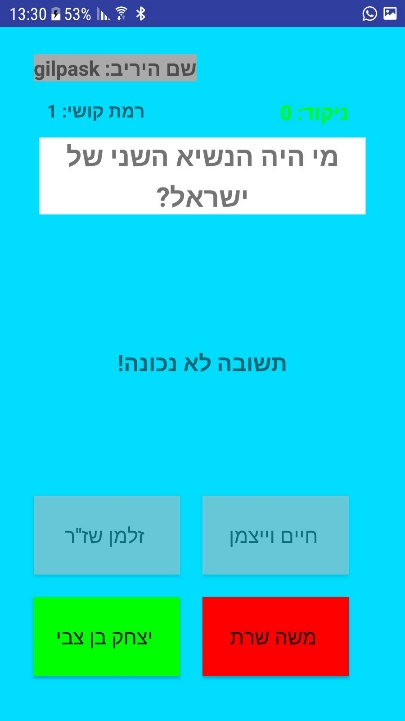 13:30 53%
שם היריב: gilpask
ניקוד: 0
רמת קושי: 1
מי היה הנשיא השני של
ישראל?
תשובה לא נכונה!
חיים וייצמן
זלמן שז"ר
משה שרת
יצחק בן צבי